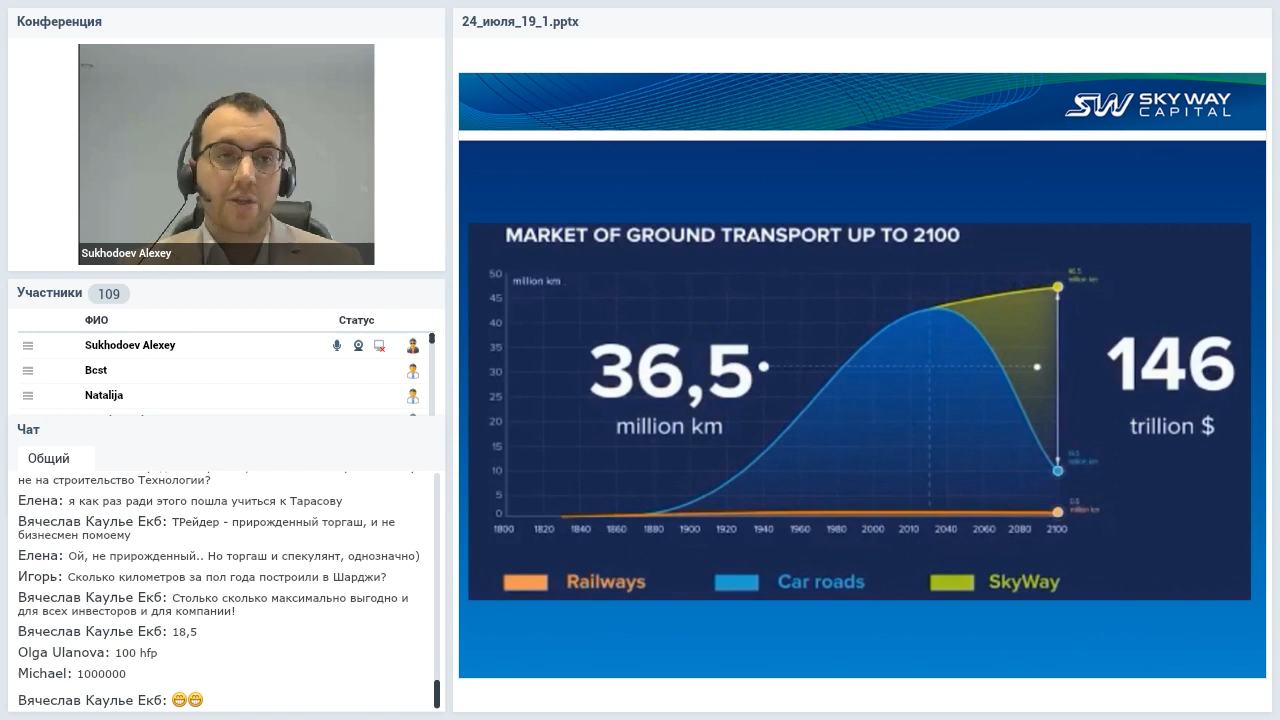 Конференция
Sukhodoev Alexey
Участники 109
ФИО Статус
Sukhodoev Alexey
Bcst
Natalija
Чат
Общий
не на строительство Технологии?
Елена: я как раз ради этого пошла учиться к Тарасову
Вячеслав Каулье Екб: ТРейдер - прирожденный торгаш, и не
бизнесмен помоему
Елена: Ой, не прирожденный.. Но торгаш и спекулянт, однозначно)
Игорь: Сколько километров за пол года построили в Шарджи?
Вячеслав Каулье Екб: Столько сколько максимально выгодно и
для всех инвесторов и для компании!
Вячеслав Каулье Екб: 18,5
Olga Ulanova: 100 hfp
Michael: 1000000
Вячеслав Каулье Екб: 😁😁
24_июля_19_1.pptx
SW SKY WAY
CAPITAL
MARKET OF GROUND TRANSPORT UP TO 2100
50 million km
45
40
35
30
25
20
15
10
5
0
36,5
million km
146
trillion $
1800 1820 1840 1860 1880 1900 1920 1940 1960 1980 2000 2010 2040 2060 2080 2100
Railways Car roads SkyWay